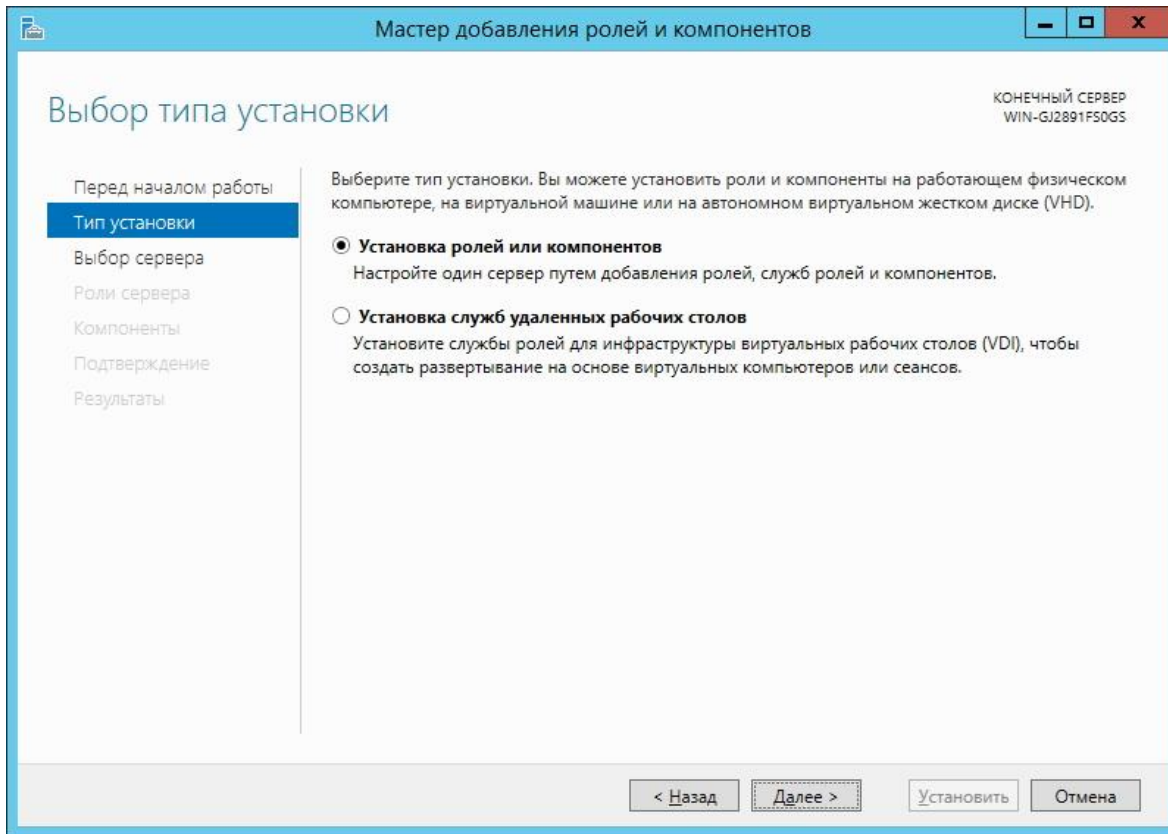 Мастер добавления ролей и компонентов
Выбор типа установки
КОНЕЧНЫЙ СЕРВЕР
WIN-GJ2891FS0GS
Перед началом работы
Тип установки
Выбор сервера
Роли сервера
Компоненты
Подтверждение
Результаты
Выберите тип установки. Вы можете установить роли и компоненты на работающем физическом
компьютере, на виртуальной машине или на автономном виртуальном жестком диске (VHD).
Установка ролей или компонентов
Настройте один сервер путем добавления ролей, служб ролей и компонентов.
Установка служб удаленных рабочих столов
Установите службы ролей для инфраструктуры виртуальных рабочих столов (VDI), чтобы
создать развертывание на основе виртуальных компьютеров или сеансов.
< Назад
Далее >
Установить
Отмена